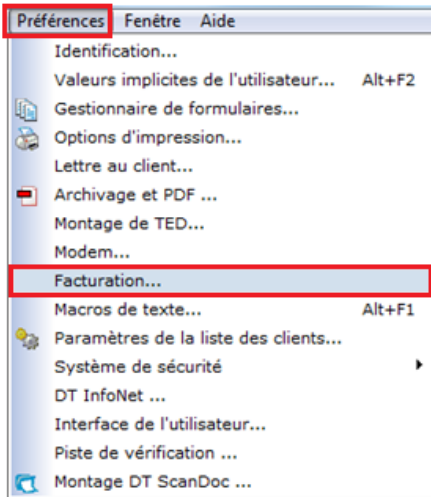 Préférences Fenêtre Aide
Identification...
Valeurs implicites de l'utilisateur... Alt+F2
Gestionnaire de formulaires...
Options d'impression...
Lettre au client...
Archivage et PDF ...
Montage de TED...
Modem...
Facturation...
Macros de texte... Alt+F1
Paramètres de la liste des clients...
Système de sécurité
DT InfoNet ...
Interface de l'utilisateur...
Piste de vérification ...
Montage DT ScanDoc ...